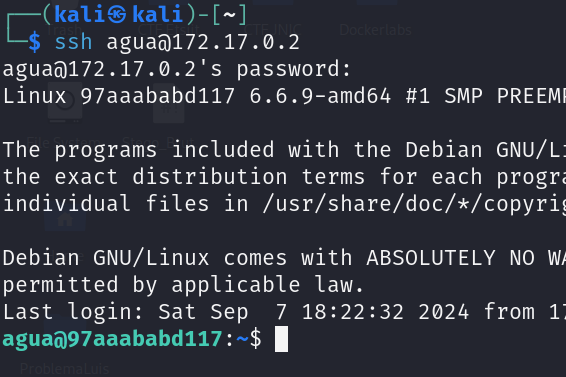 ┌──(kali㉿kali)-[~]
└─$ ssh agua@172.17.0.2
agua@172.17.0.2's password:
Linux 97aaababd117 6.6.9-amd64 #1 SMP PREEMP
The programs included with the Debian GNU/Li
the exact distribution terms for each progra
individual files in /usr/share/doc/*/copyrig
Debian GNU/Linux comes with ABSOLUTELY NO WA
permitted by applicable law.
Last login: Sat Sep  7 18:22:32 2024 from 17
agua@97aaababd117:~$
Dockerlabs
ProblemaLuis